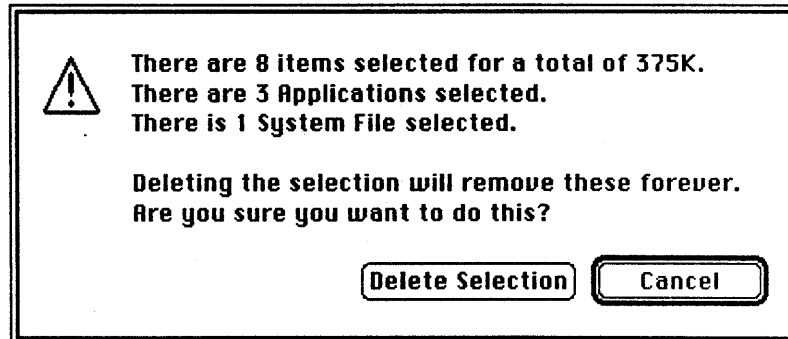 There are 8 items selected for a total of 375K.
There are 3 Applications selected.
There is 1 System File selected.
Deleting the selection will remove these forever.
Are you sure you want to do this?
Delete Selection
Cancel